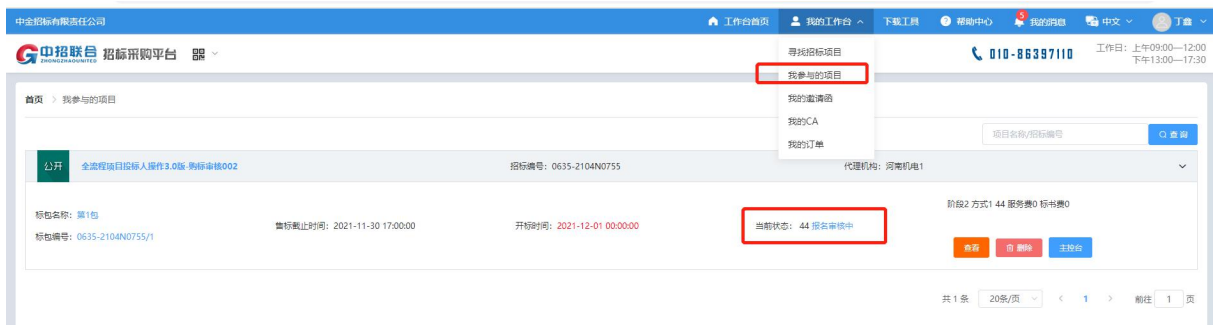 中金招标有限责任公司 工作台首页 我的工作台 下载工具 帮助中心 我的消息 中文 丁鑫
中招联合 招标采购平台 010-86397110 工作日：上午09:00—12:00
ZHONGZHAOUNITED 下午13:00—17:30
寻找招标项目
我参与的项目
我的邀请函
我的CA
我的订单
首页 > 我参与的项目
项目名称/招标编号 查询
公开 全流程项目投标人操作3.0版-购标审核002 招标编号：0635-2104N0755 代理机构：河南机电1
标包名称：第1包 售标截止时间：2021-11-30 17:00:00 开标时间：2021-12-01 00:00:00 当前状态：44 报名审核中 阶段2 方式1 44 服务费0 标书费0
标包编号：0635-2104N0755/1 查看 删除 主控台
共1条 20条/页 < 1 > 前往 1 页